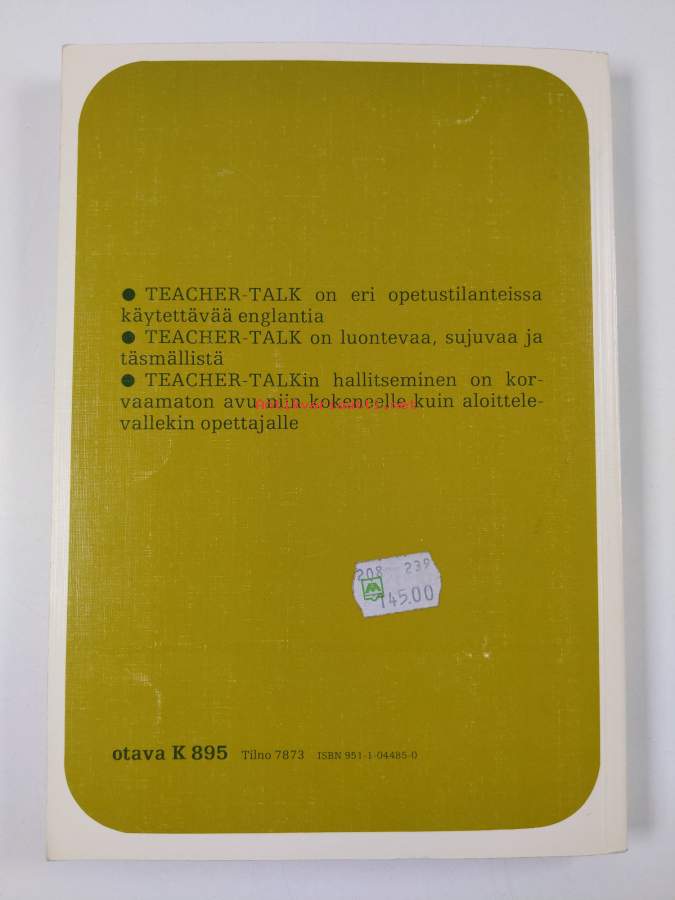 ● TEACHER-TALK on eri opetustilanteissa
käytettävää englantia
● TEACHER-TALK on luontevaa, sujuvaa ja
täsmällistä
● TEACHER-TALKin hallitseminen on kor-
vaamaton apu niin kokeneelle kuin aloittele-
vallekin opettajalle
208 239
145.00
otava K 895 Tilno 7873 ISBN 951-1-04485-0